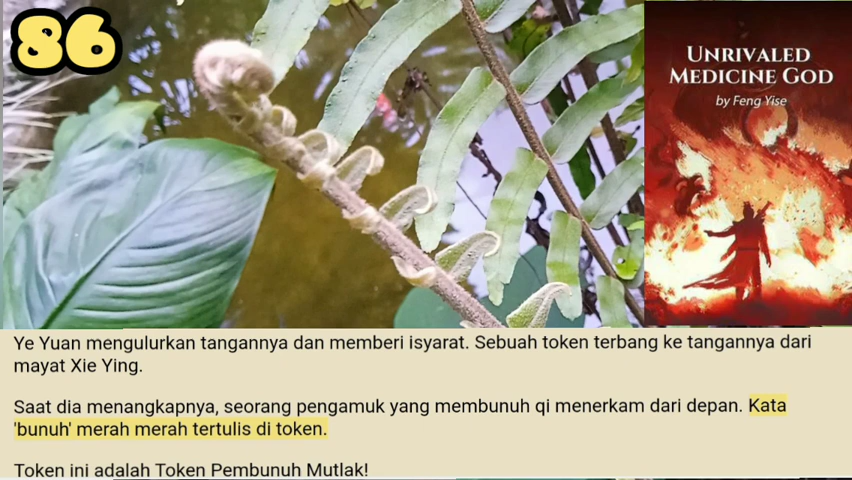 86
UNRIVALED
MEDICINE GOD
by Feng Yise
Ye Yuan mengulurkan tangannya dan memberi isyarat. Sebuah token terbang ke tangannya dari
mayat Xie Ying.
Saat dia menangkapnya, seorang pengamuk yang membunuh qi menerkam dari depan. Kata
'bunuh' merah merah tertulis di token.
Token ini adalah Token Pembunuh Mutlak!